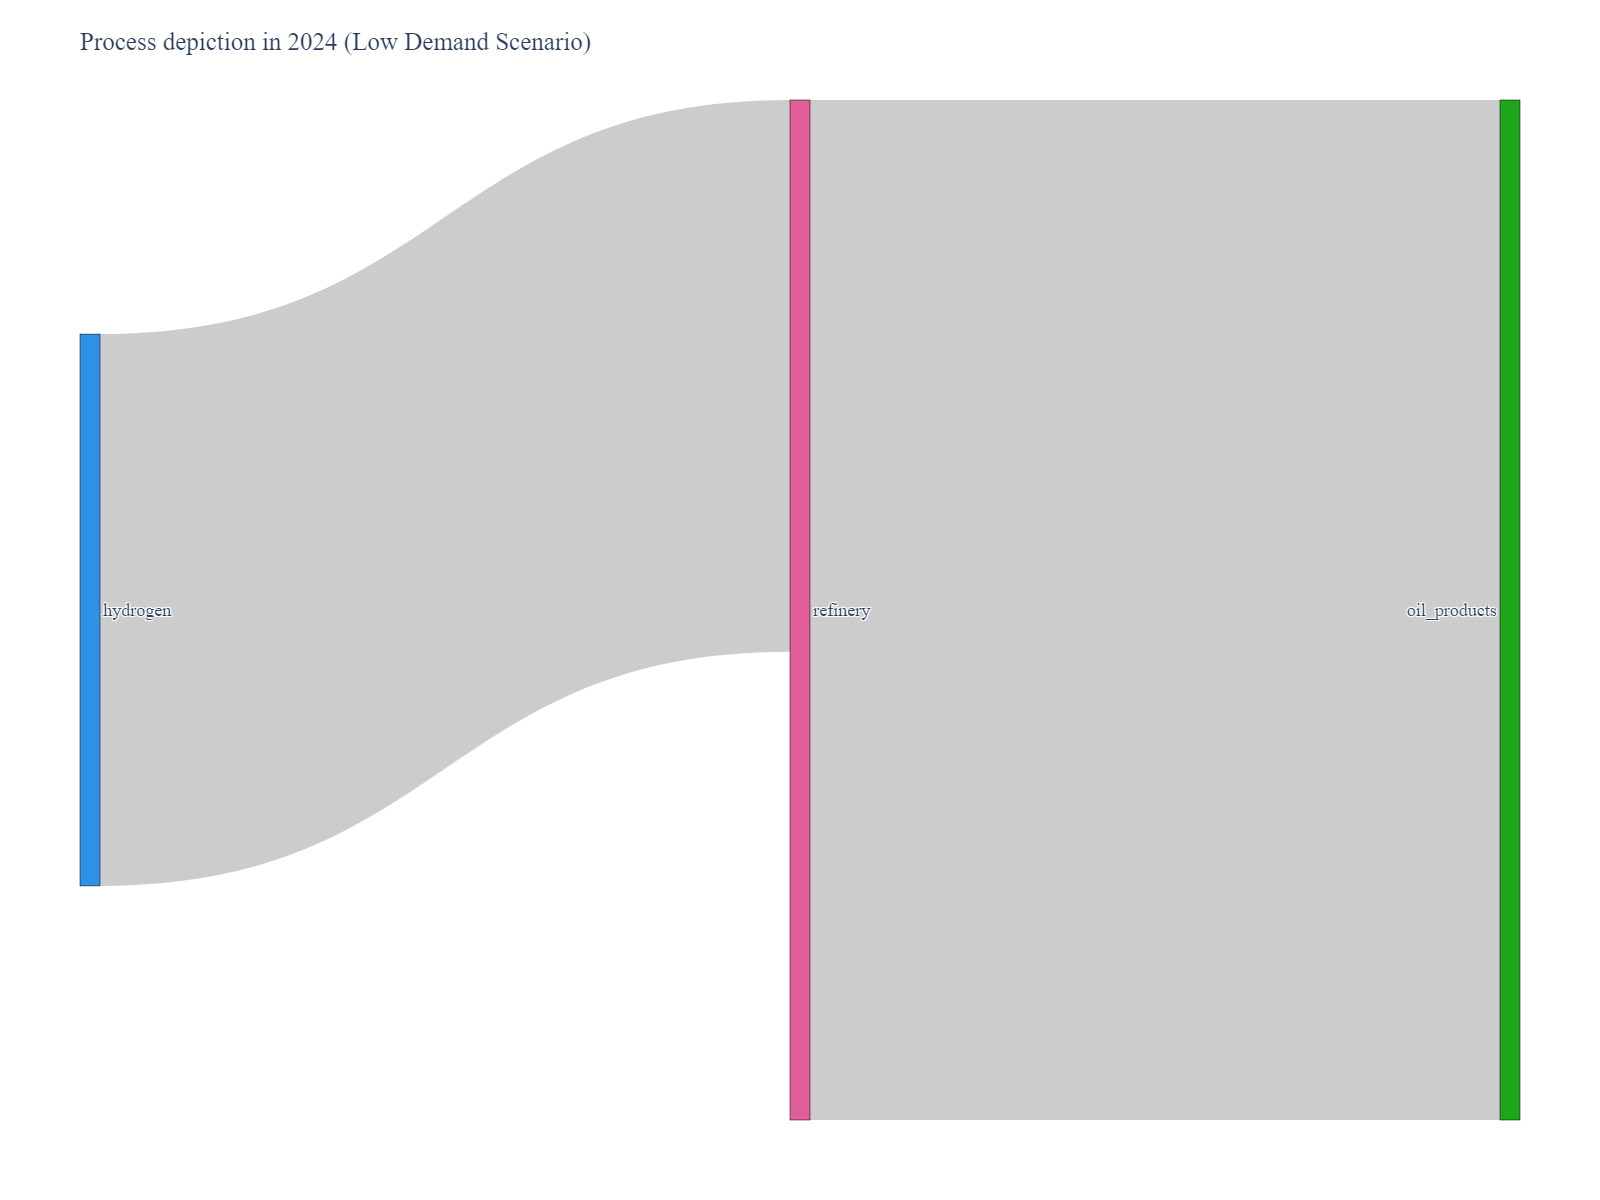 Process depiction in 2024 (Low Demand Scenario)
hydrogen
refinery
oil_products